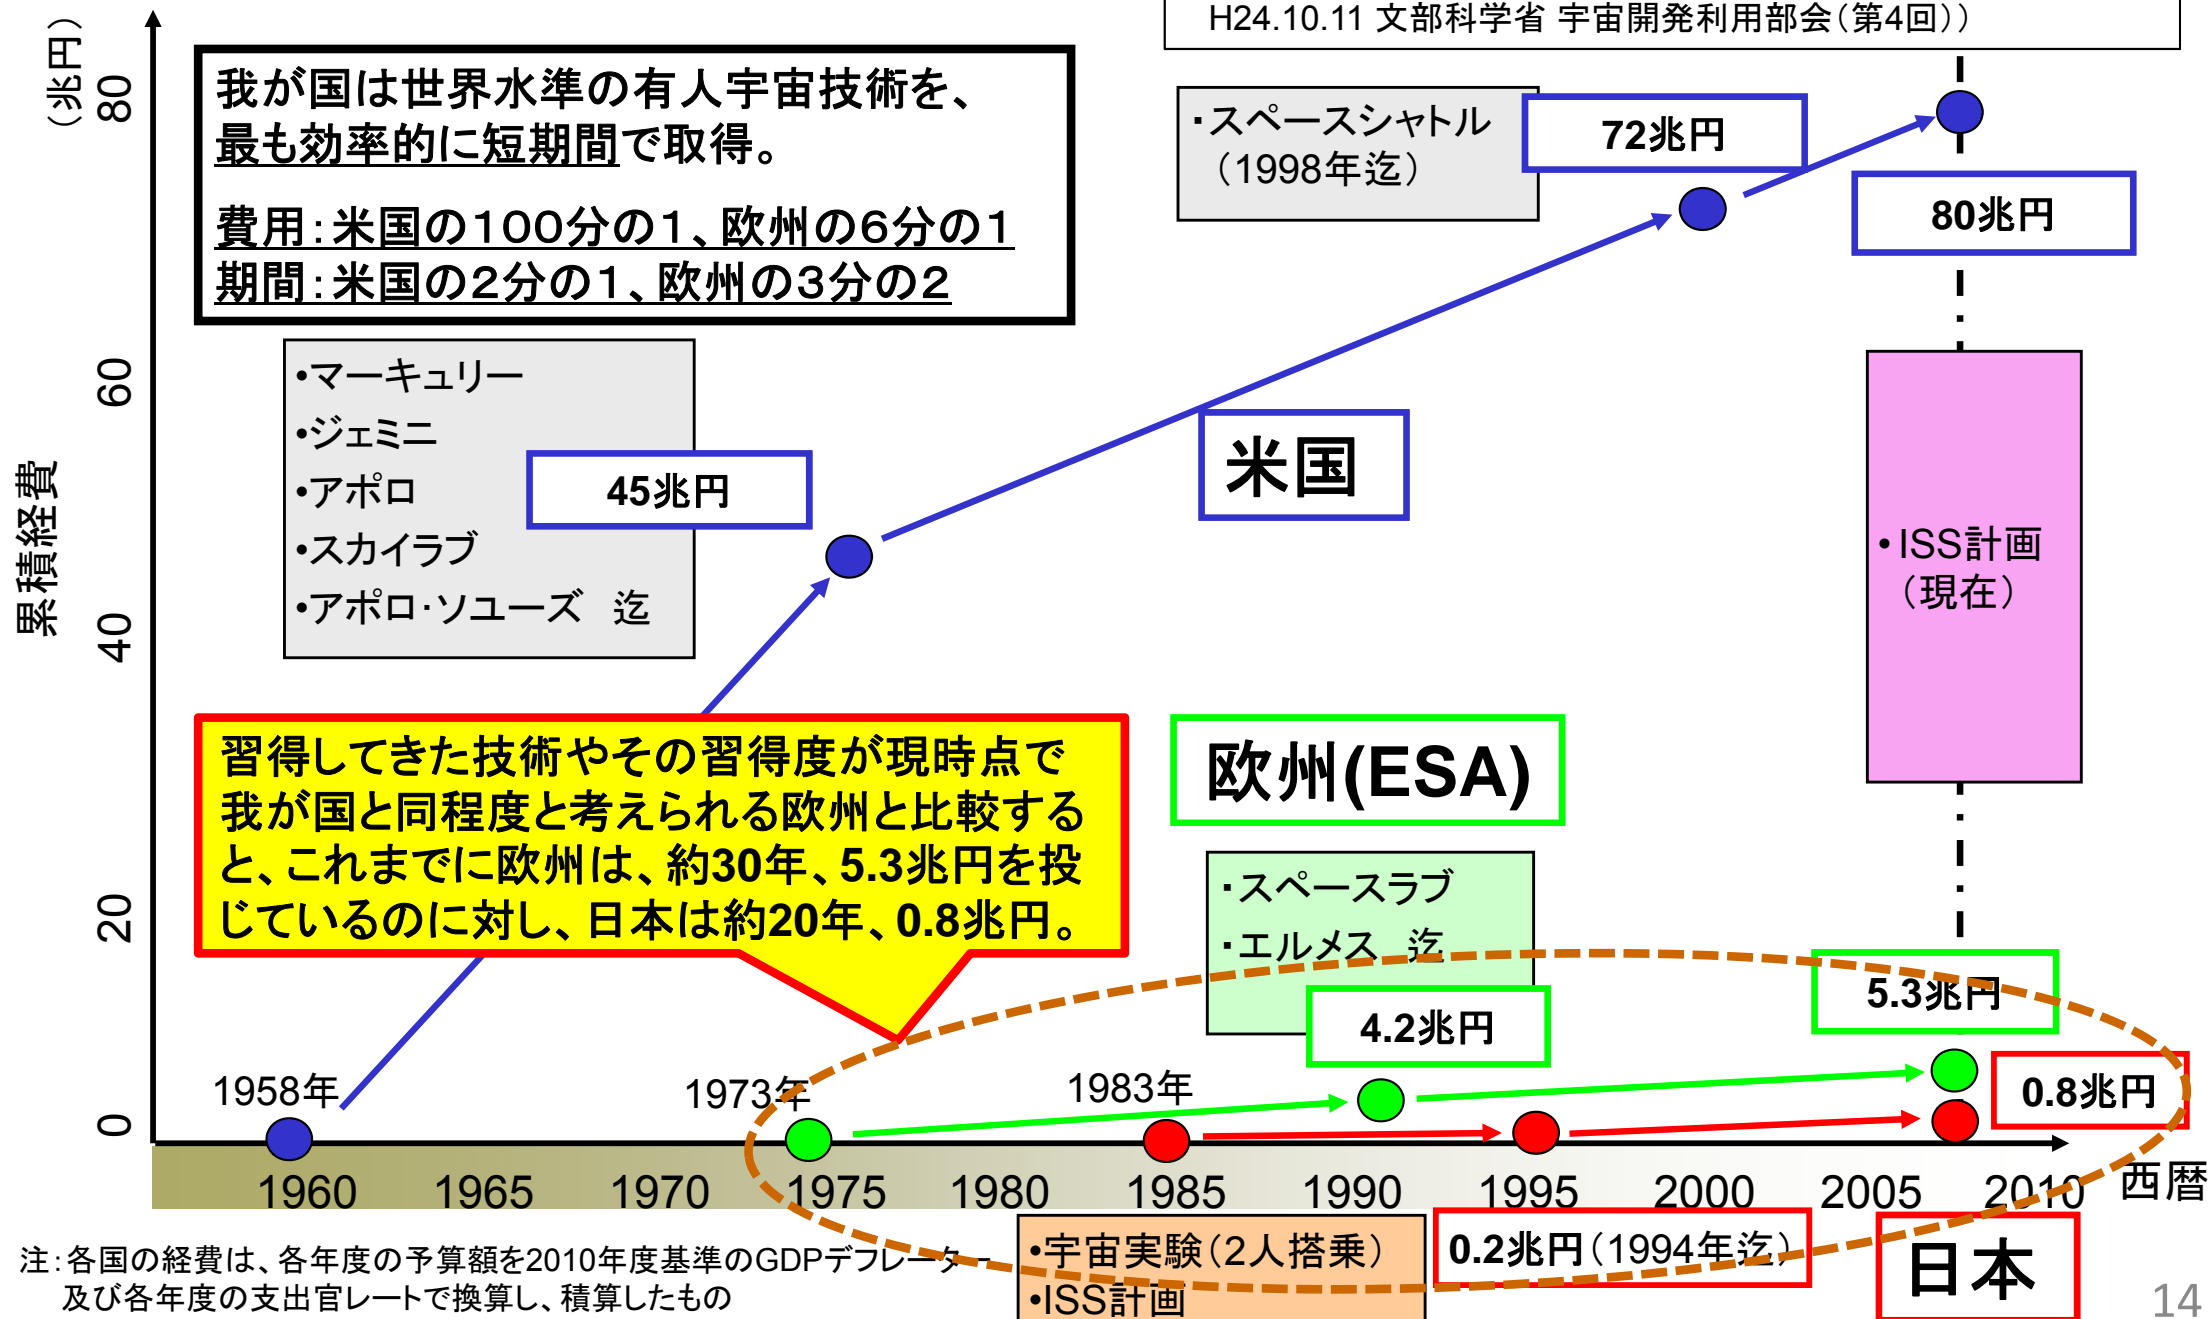 H24.10.11 文部科学省 宇宙開発利用部会（第4回））
（兆円）
80
60
40
20
0
累積経費
我が国は世界水準の有人宇宙技術を、
最も効率的に短期間で取得。
費用：米国の１００分の１、欧州の６分の１
期間：米国の２分の１、欧州の３分の２
・スペースシャトル
（1998年迄）
72兆円
80兆円
•マーキュリー
•ジェミニ
•アポロ
•スカイラブ
•アポロ・ソユーズ　迄
45兆円
米国
•ISS計画
（現在）
習得してきた技術やその習得度が現時点で
我が国と同程度と考えられる欧州と比較する
と、これまでに欧州は、約30年、5.3兆円を投
じているのに対し、日本は約20年、0.8兆円。
欧州(ESA)
・スペースラブ
・エルメス　迄
4.2兆円
5.3兆円
0.8兆円
1958年
1973年
1983年
1960 1965 1970 1975 1980 1985 1990 1995 2000 2005 2010 西暦
•宇宙実験（2人搭乗）
•ISS計画
0.2兆円（1994年迄）
日本
注：各国の経費は、各年度の予算額を2010年度基準のGDPデフレーター
及び各年度の支出官レートで換算し、積算したもの
14